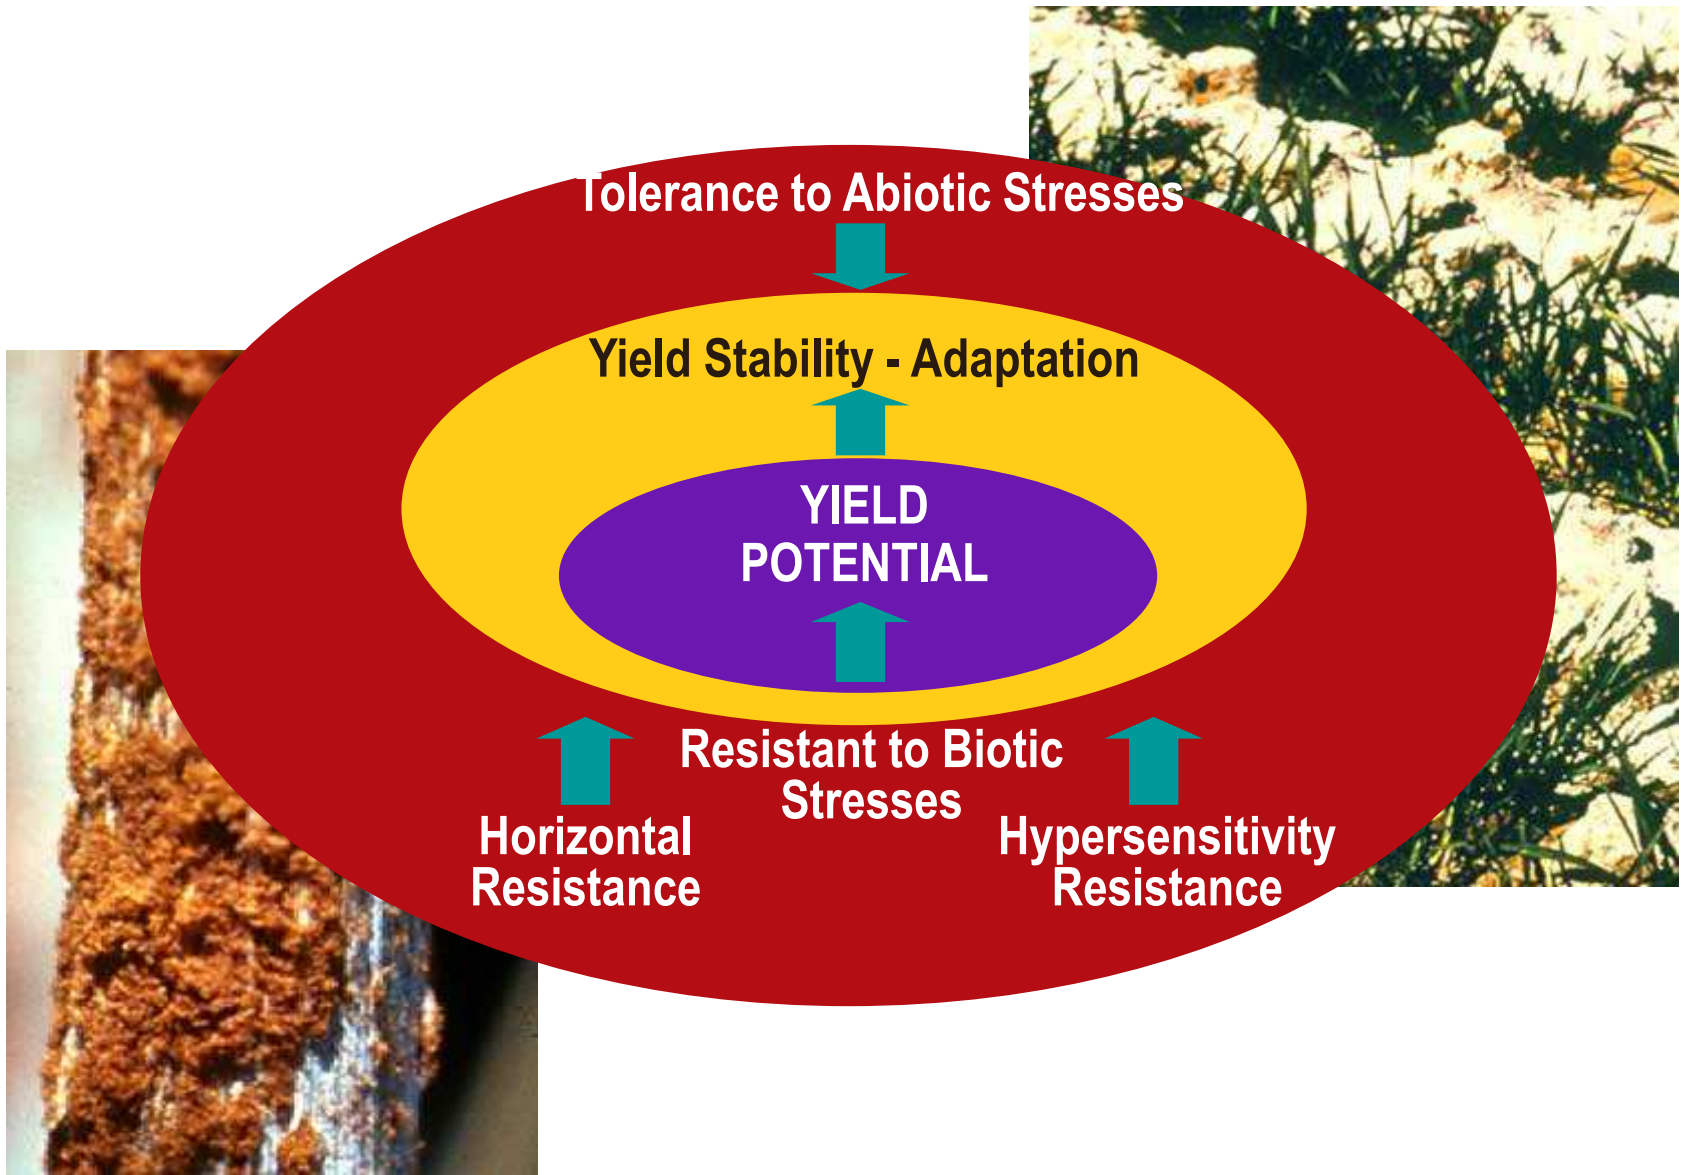 Tolerance to Abiotic Stresses
Yield Stability - Adaptation
YIELD
POTENTIAL
Resistant to Biotic
Stresses
Horizontal
Resistance
Hypersensitivity
Resistance